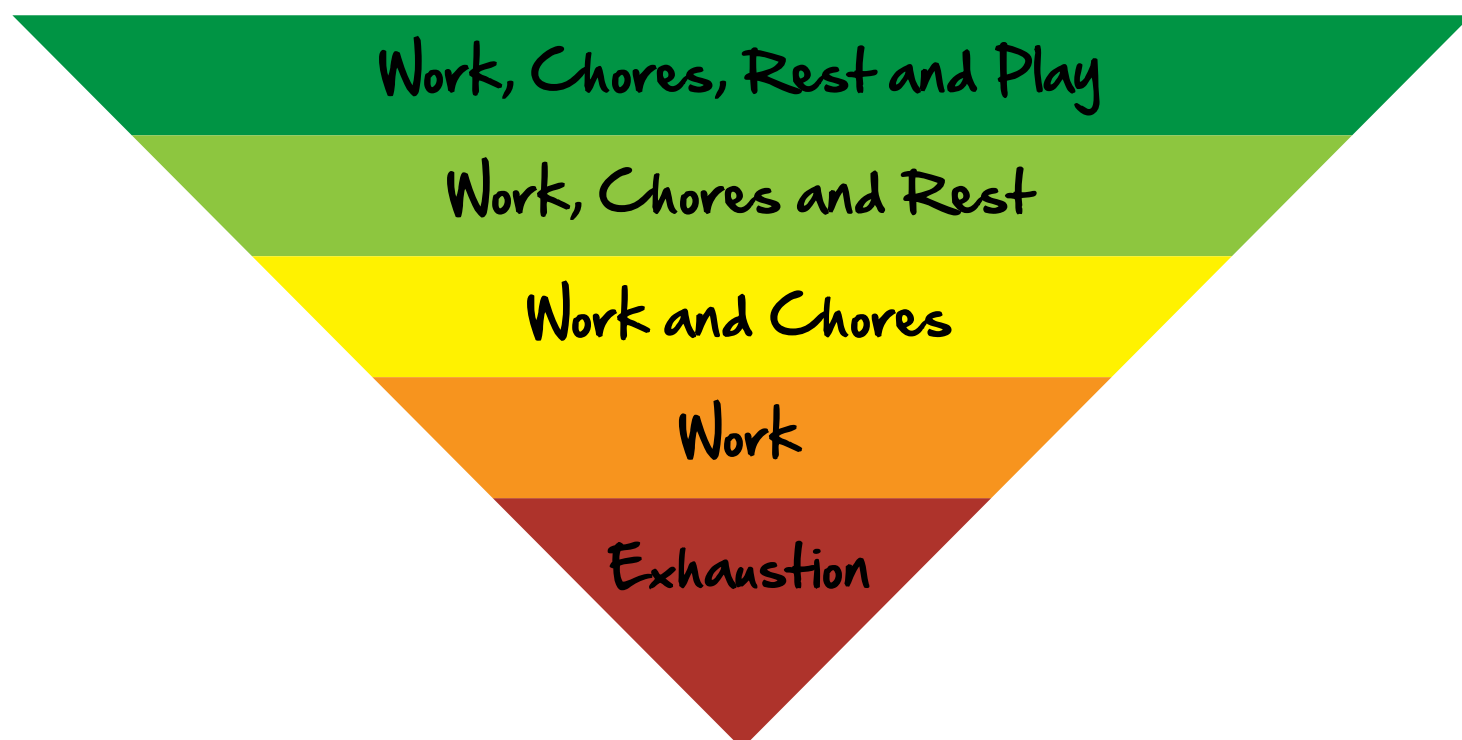 Work, Chores, Rest and Play
Work, Chores and Rest
Work and Chores
Work
Exhaustion